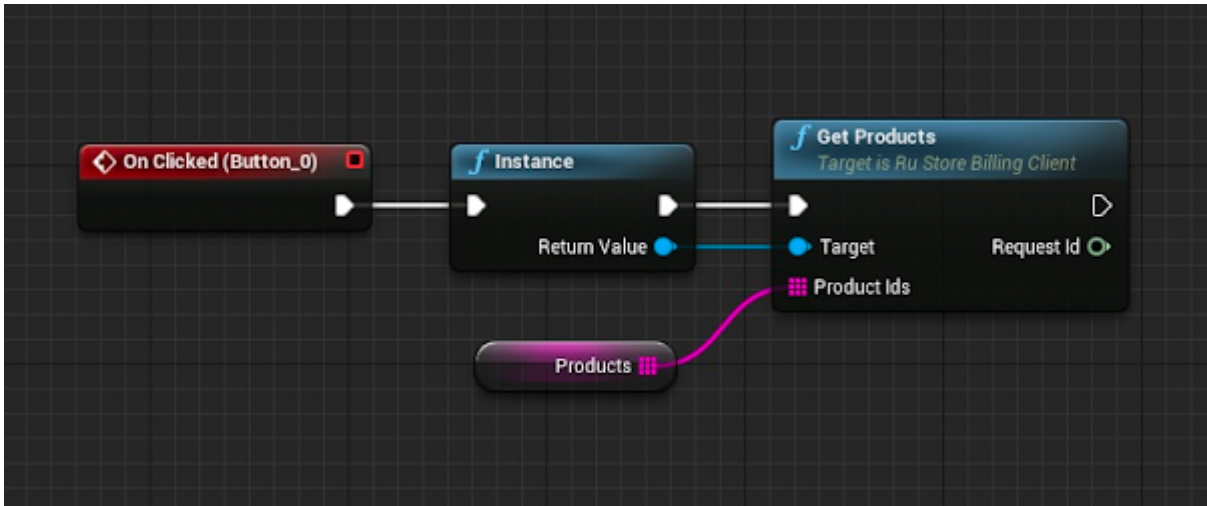 On Clicked (Button_0)
f Instance
Return Value
f Get Products
Target is Ru Store Billing Client
Target
Request Id
Product Ids
Products